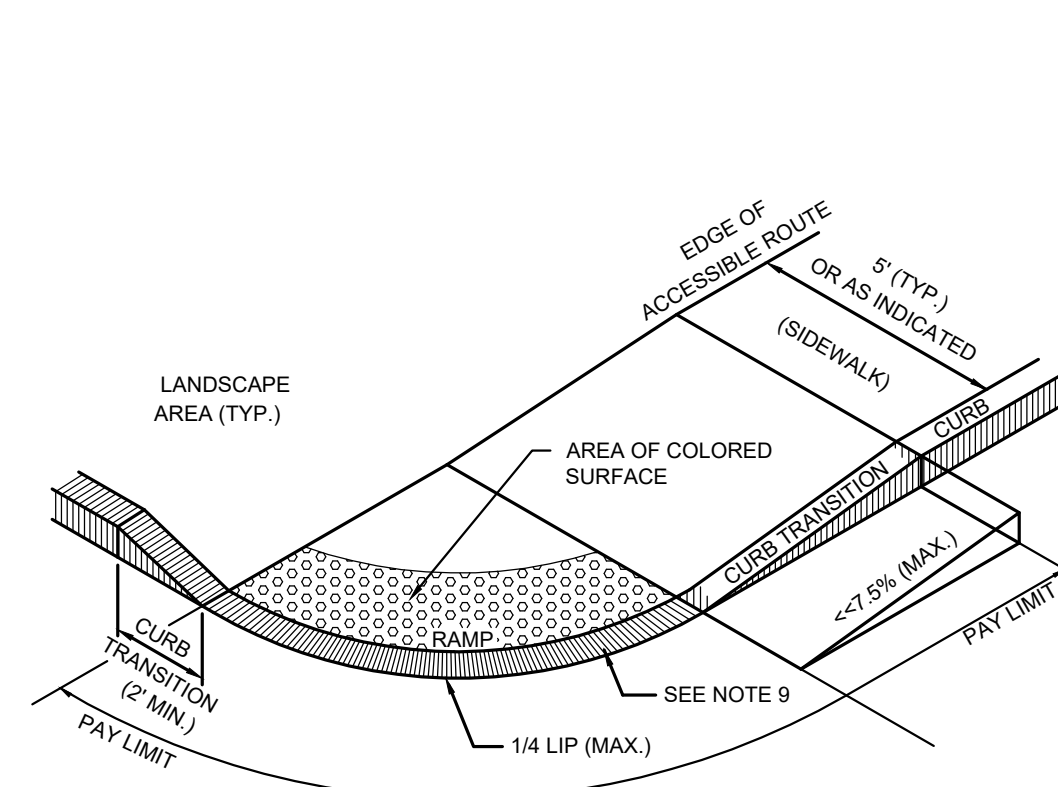 EDGE OF
ACCESSIBLE ROUTE
5' (TYP.)
OR AS INDICATED
(SIDEWALK)
LANDSCAPE
AREA (TYP.)
CURB
AREA OF COLORED
SURFACE
CURB TRANSITION
<<7.5% (MAX.)
PAY LIMIT
RAMP
CURB
TRANSITION
(2' MIN.)
SEE NOTE 9
PAY LIMIT
1/4 LIP (MAX.)